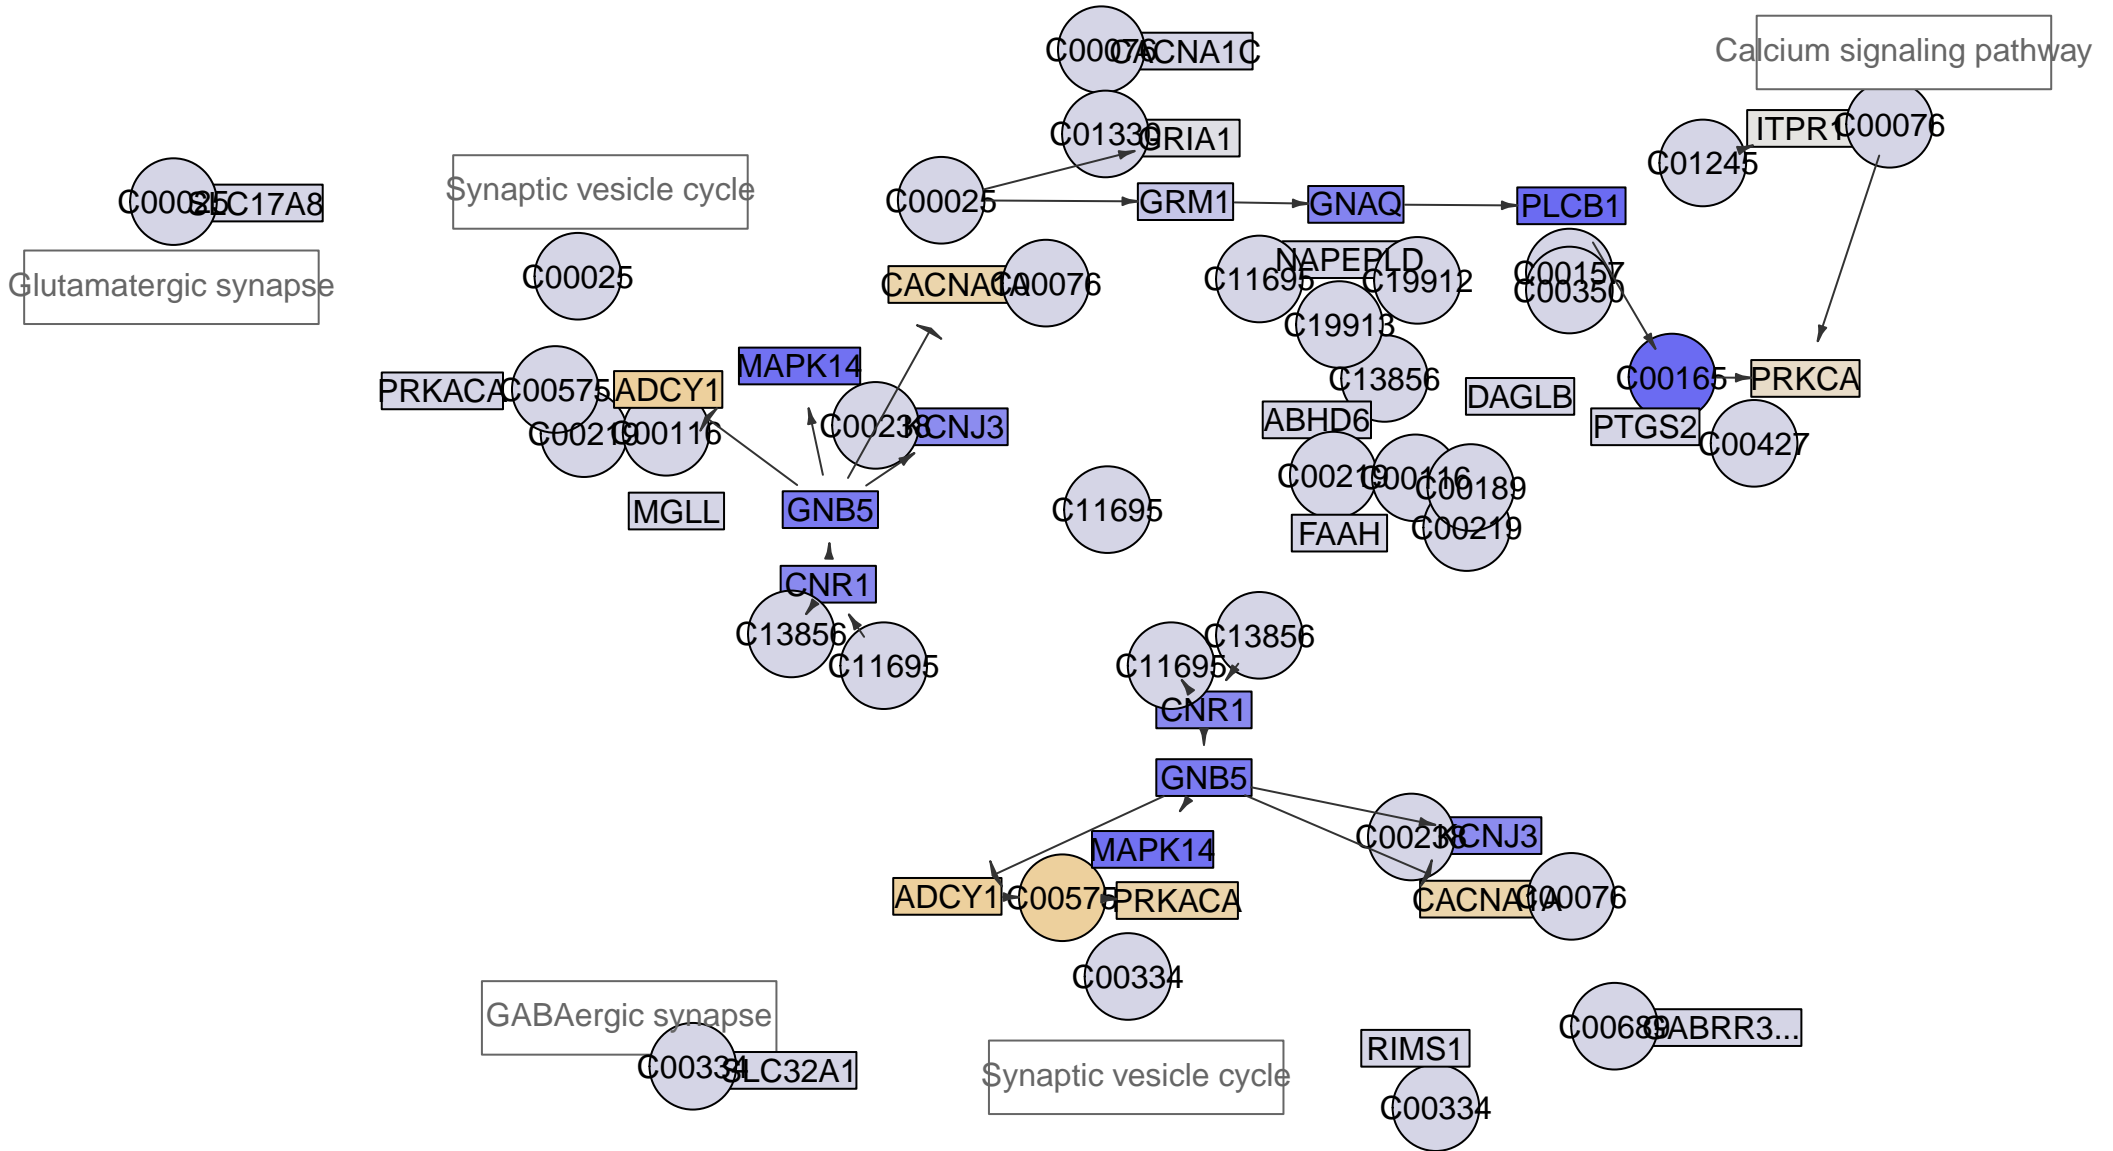 C00076
CACNA1C
Calcium signaling pathway
C01330
GRIA1
ITPR1
C00076
C01245
C00025
SLC17A8
Synaptic vesicle cycle
C00025
GRM1
GNAQ
PLCB1
Glutamatergic synapse
C00025
CACNA1A
C00076
C11695
NAPEPLD
C19912
C00157
C00350
C19913
PRKACA
C00575
ADCY1
MAPK14
C13856
DAGLB
C00165
PRKCA
C00219
C00116
C00238
KCNJ3
ABHD6
PTGS2
C00427
MGLL
GNB5
C11695
C00219
C00116
C00189
FAAH
C00219
CNR1
C13856
C11695
C11695
C13856
CNR1
GNB5
MAPK14
C00238
KCNJ3
ADCY1
C00575
PRKACA
CACNA1A
C00076
C00334
GABAergic synapse
C00334
SLC32A1
Synaptic vesicle cycle
RIMS1
C00689
GABRR3...
C00334